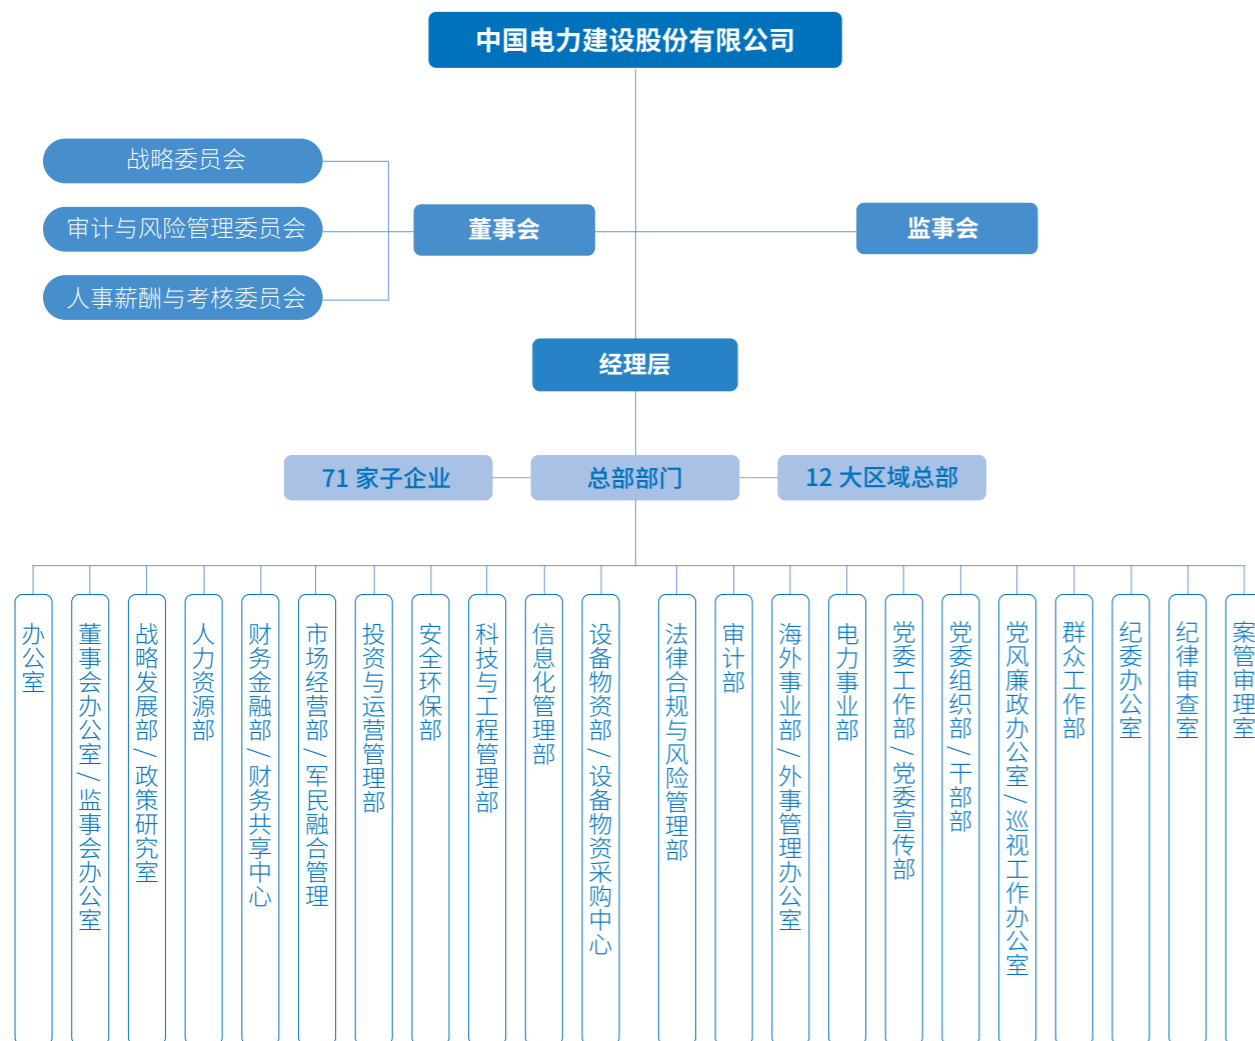 中国电力建设股份有限公司
战略委员会
审计与风险管理委员会
人事薪酬与考核委员会
董事会
监事会
经理层
71 家子企业
总部部门
12 大区域总部
办公室
董事会办公室/监事会办公室
战略发展部/政策研究室
人力资源部
财务金融部/财务共享中心
市场经营部/军民融合管理
投资与运营管理部
安全环保部
科技与工程管理部
信息化管理部
设备物资部/设备物资采购中心
法律合规与风险管理部
审计部
海外事业部/外事管理办公室
电力事业部
党委工作部/党委宣传部
党委组织部/干部部
党风廉政办公室/巡视工作办公室
群众工作部
纪委办公室
纪律审查室
案管审理室